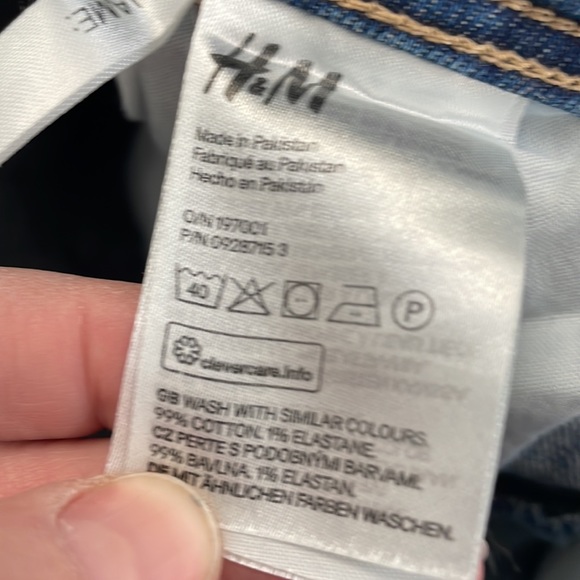 NAME:
H&M
Made in Pakistan
Fabriqué au Pakistan
Hecho en Pakistán
O/N 197001
P/N 0928715 3
40 P
clevercare.info
GB WASH WITH SIMILAR COLOURS.
99% COTTON. 1% ELASTANE.
CZ PERTE S PODOBNÝMI BARVAMI.
99% BAVLNA. 1% ELASTAN.
DE MIT ÄHNLICHEN FARBEN WASCHEN.